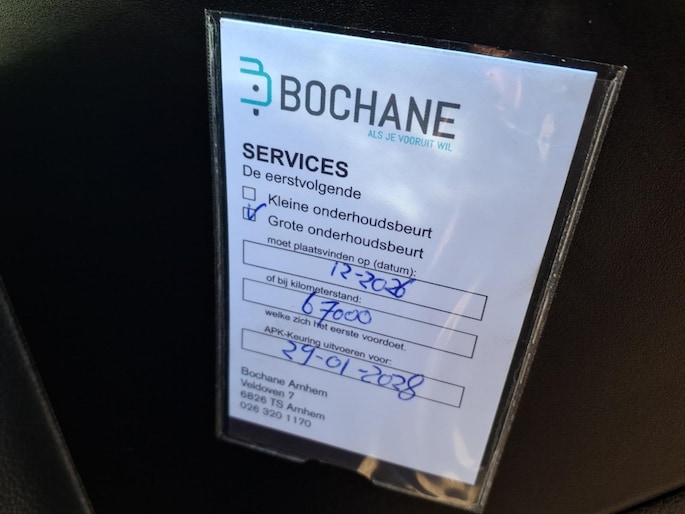 BOCHANE
ALS JE VOORUIT WIL
SERVICES
De eerstvolgende
Kleine onderhoudsbeurt
Grote onderhoudsbeurt
moet plaatsvinden op (datum):
12-2026
of bij kilometerstand:
67000
welke zich het eerste voordoet.
APK-Keuring uitvoeren voor:
29-01-2028
Bochane Arnhem
Veldoven 7
6826 TS Arnhem
026 320 1170